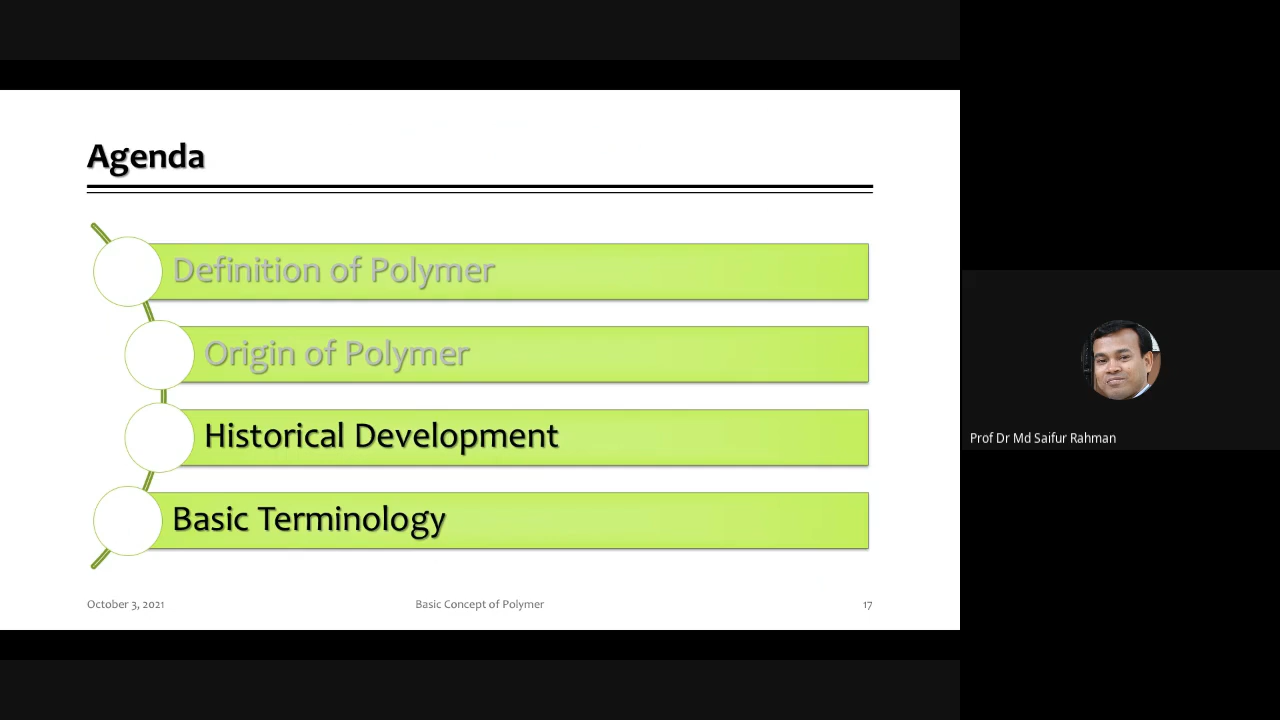 Agenda
Definition of Polymer
Origin of Polymer
Historical Development
Basic Terminology
October 3, 2021
Basic Concept of Polymer
17
Prof Dr Md Saifur Rahman